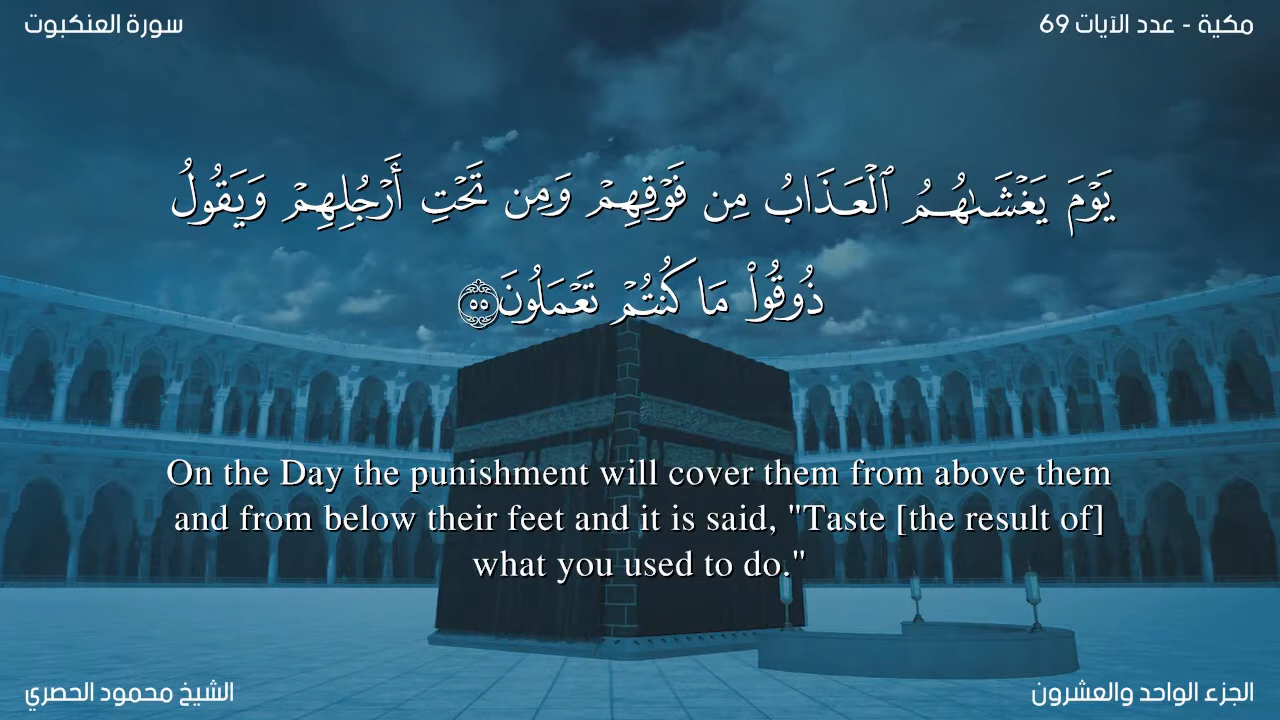 سورة العنكبوت
مكية - عدد الآيات 69
يَوْمَ يَغْشَىٰهُمُ ٱلْعَذَابُ مِن فَوْقِهِمْ وَمِن تَحْتِ أَرْجُلِهِمْ وَيَقُولُ
ذُوقُوا۟ مَا كُنتُمْ تَعْمَلُونَ ٥٥
On the Day the punishment will cover them from above them
and from below their feet and it is said, "Taste [the result of]
what you used to do."
الشيخ محمود الحصري
الجزء الواحد والعشرون